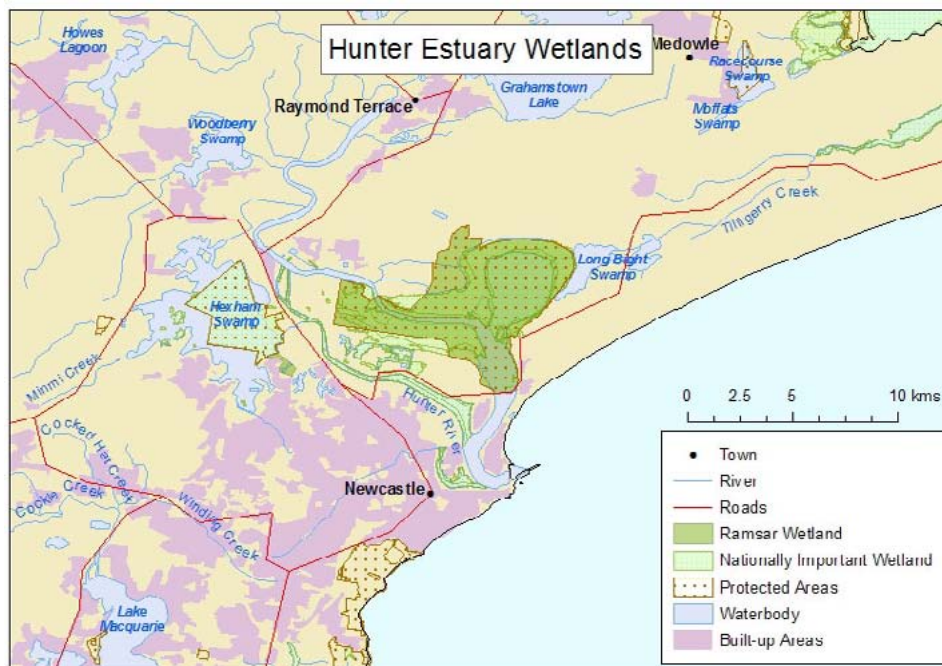 Hunter Estuary Wetlands
Howes
Lagoon
Medowie
Racecourse
Swamp
Grahamstown
Lake
Raymond Terrace
Moffats
Swamp
Woodberry
Swamp
Tilligerry Creek
Long Bight
Swamp
Hexham
Swamp
Minmi Creek
Hunter River
0 2.5 5 10 kms
Cocked Hat Creek
Cockle Creek
Winding Creek
Newcastle
Lake
Macquarie
Town
River
Roads
Ramsar Wetland
Nationally Important Wetland
Protected Areas
Waterbody
Built-up Areas